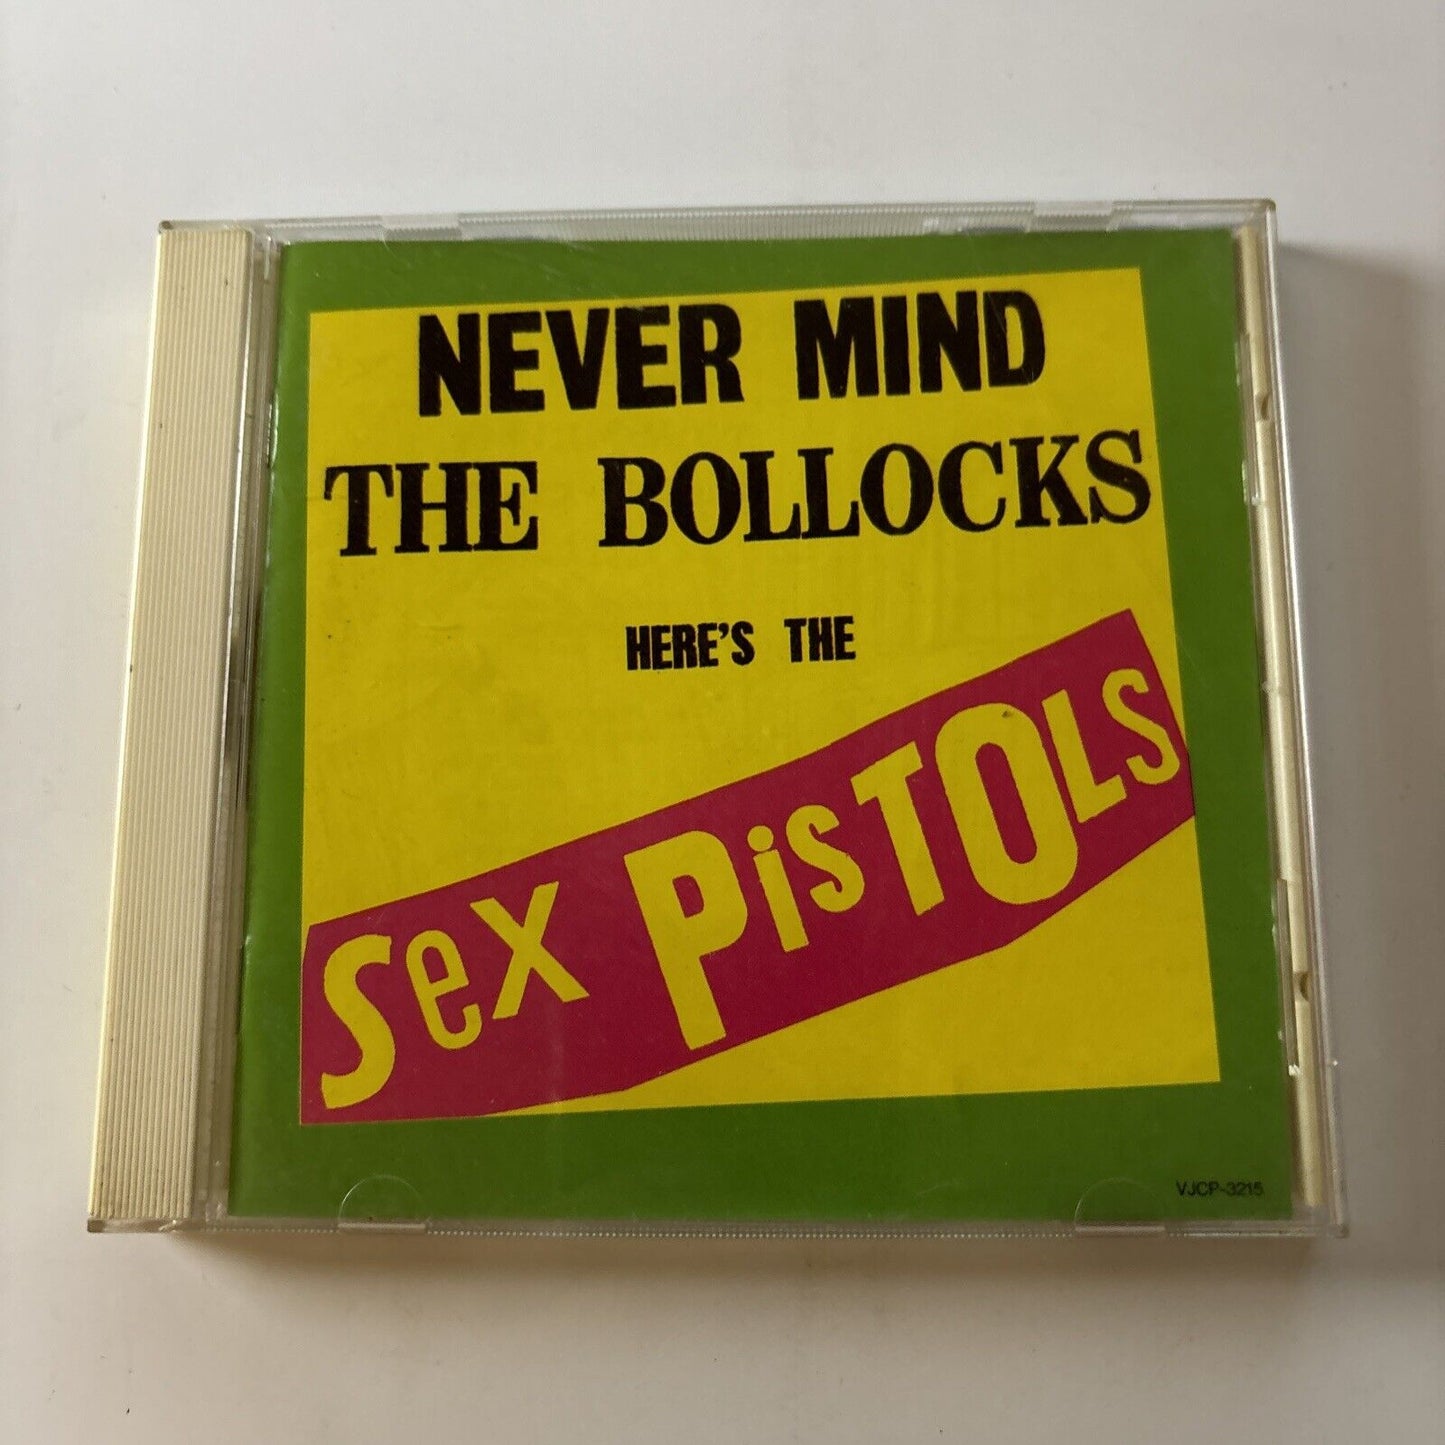 NEVER MIND
THE BOLLOCKS
HERE'S THE
Sex PiSTOLS
VJCP-3215